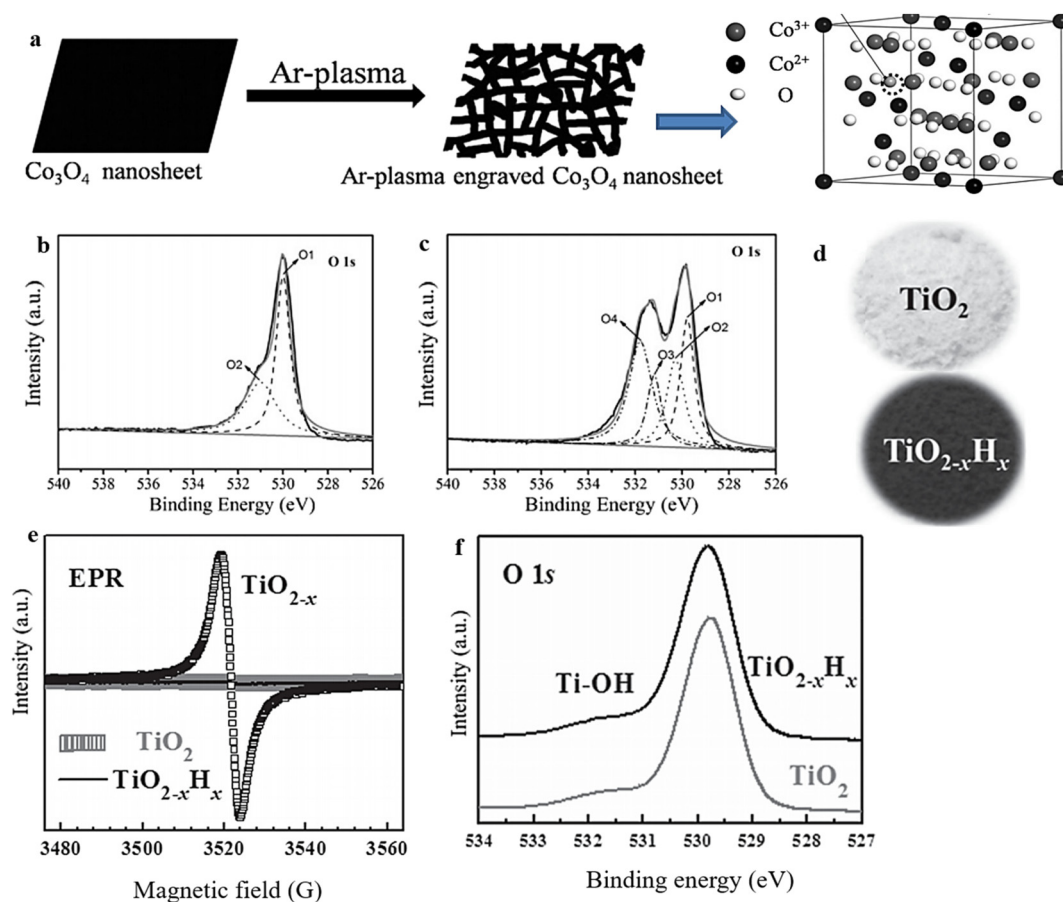 a
Ar-plasma
Co₃O₄ nanosheet
Ar-plasma engraved Co₃O₄ nanosheet
Co³⁺
Co²⁺
O
b
O 1s
O1
O2
Intensity (a.u.)
540 538 536 534 532 530 528 526
Binding Energy (eV)
c
O 1s
O1
O2
O3
O4
Intensity (a.u.)
540 538 536 534 532 530 528 526
Binding Energy (eV)
d
TiO₂
TiO₂₋ₓHₓ
e
EPR
TiO₂₋ₓ
TiO₂
TiO₂₋ₓHₓ
Intensity (a.u.)
3480 3500 3520 3540 3560
Magnetic field (G)
f
O 1s
Ti-OH
TiO₂₋ₓHₓ
TiO₂
Intensity (a.u.)
534 533 532 531 530 529 528 527
Binding energy (eV)